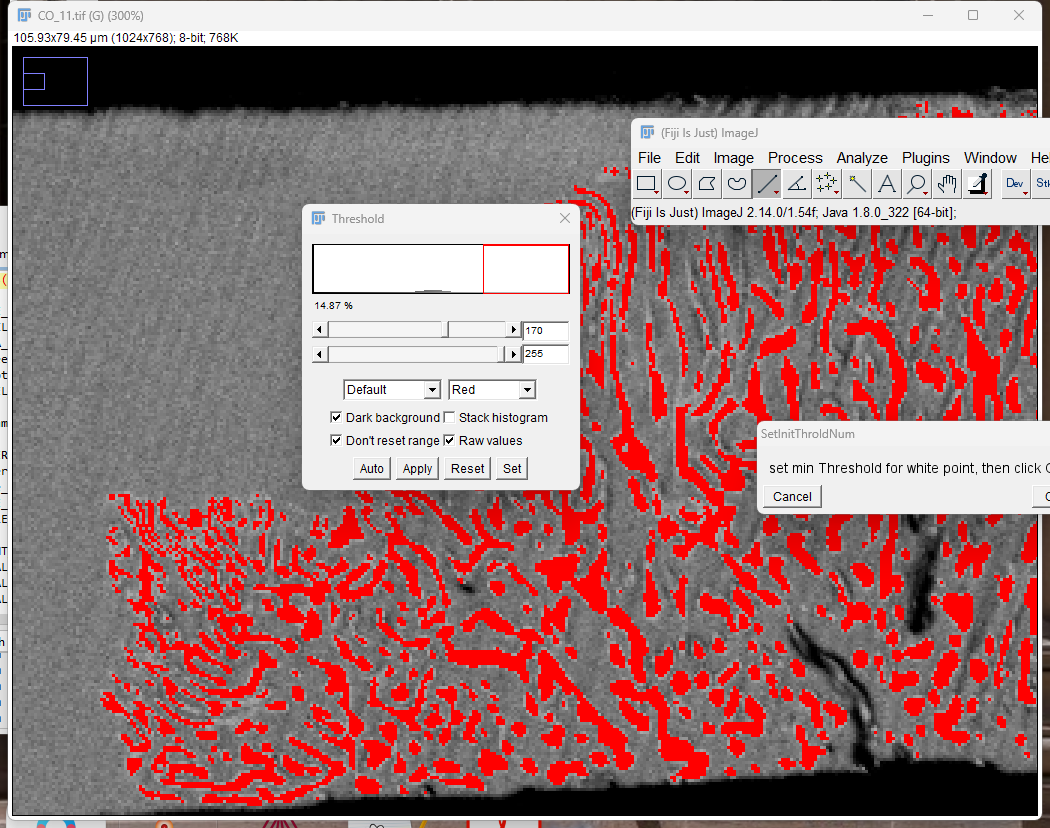 CO_11.tif (G) (300%)
105.93x79.45 µm (1024x768); 8-bit; 768K
(Fiji Is Just) ImageJ
File Edit Image Process Analyze Plugins Window He
Dev
(Fiji Is Just) ImageJ 2.14.0/1.54f; Java 1.8.0_322 [64-bit];
Threshold
14.87 %
170
255
Default Red
Dark background Stack histogram
Don't reset range Raw values
Auto Apply Reset Set
SetInitThroldNum
set min Threshold for white point, then click
Cancel